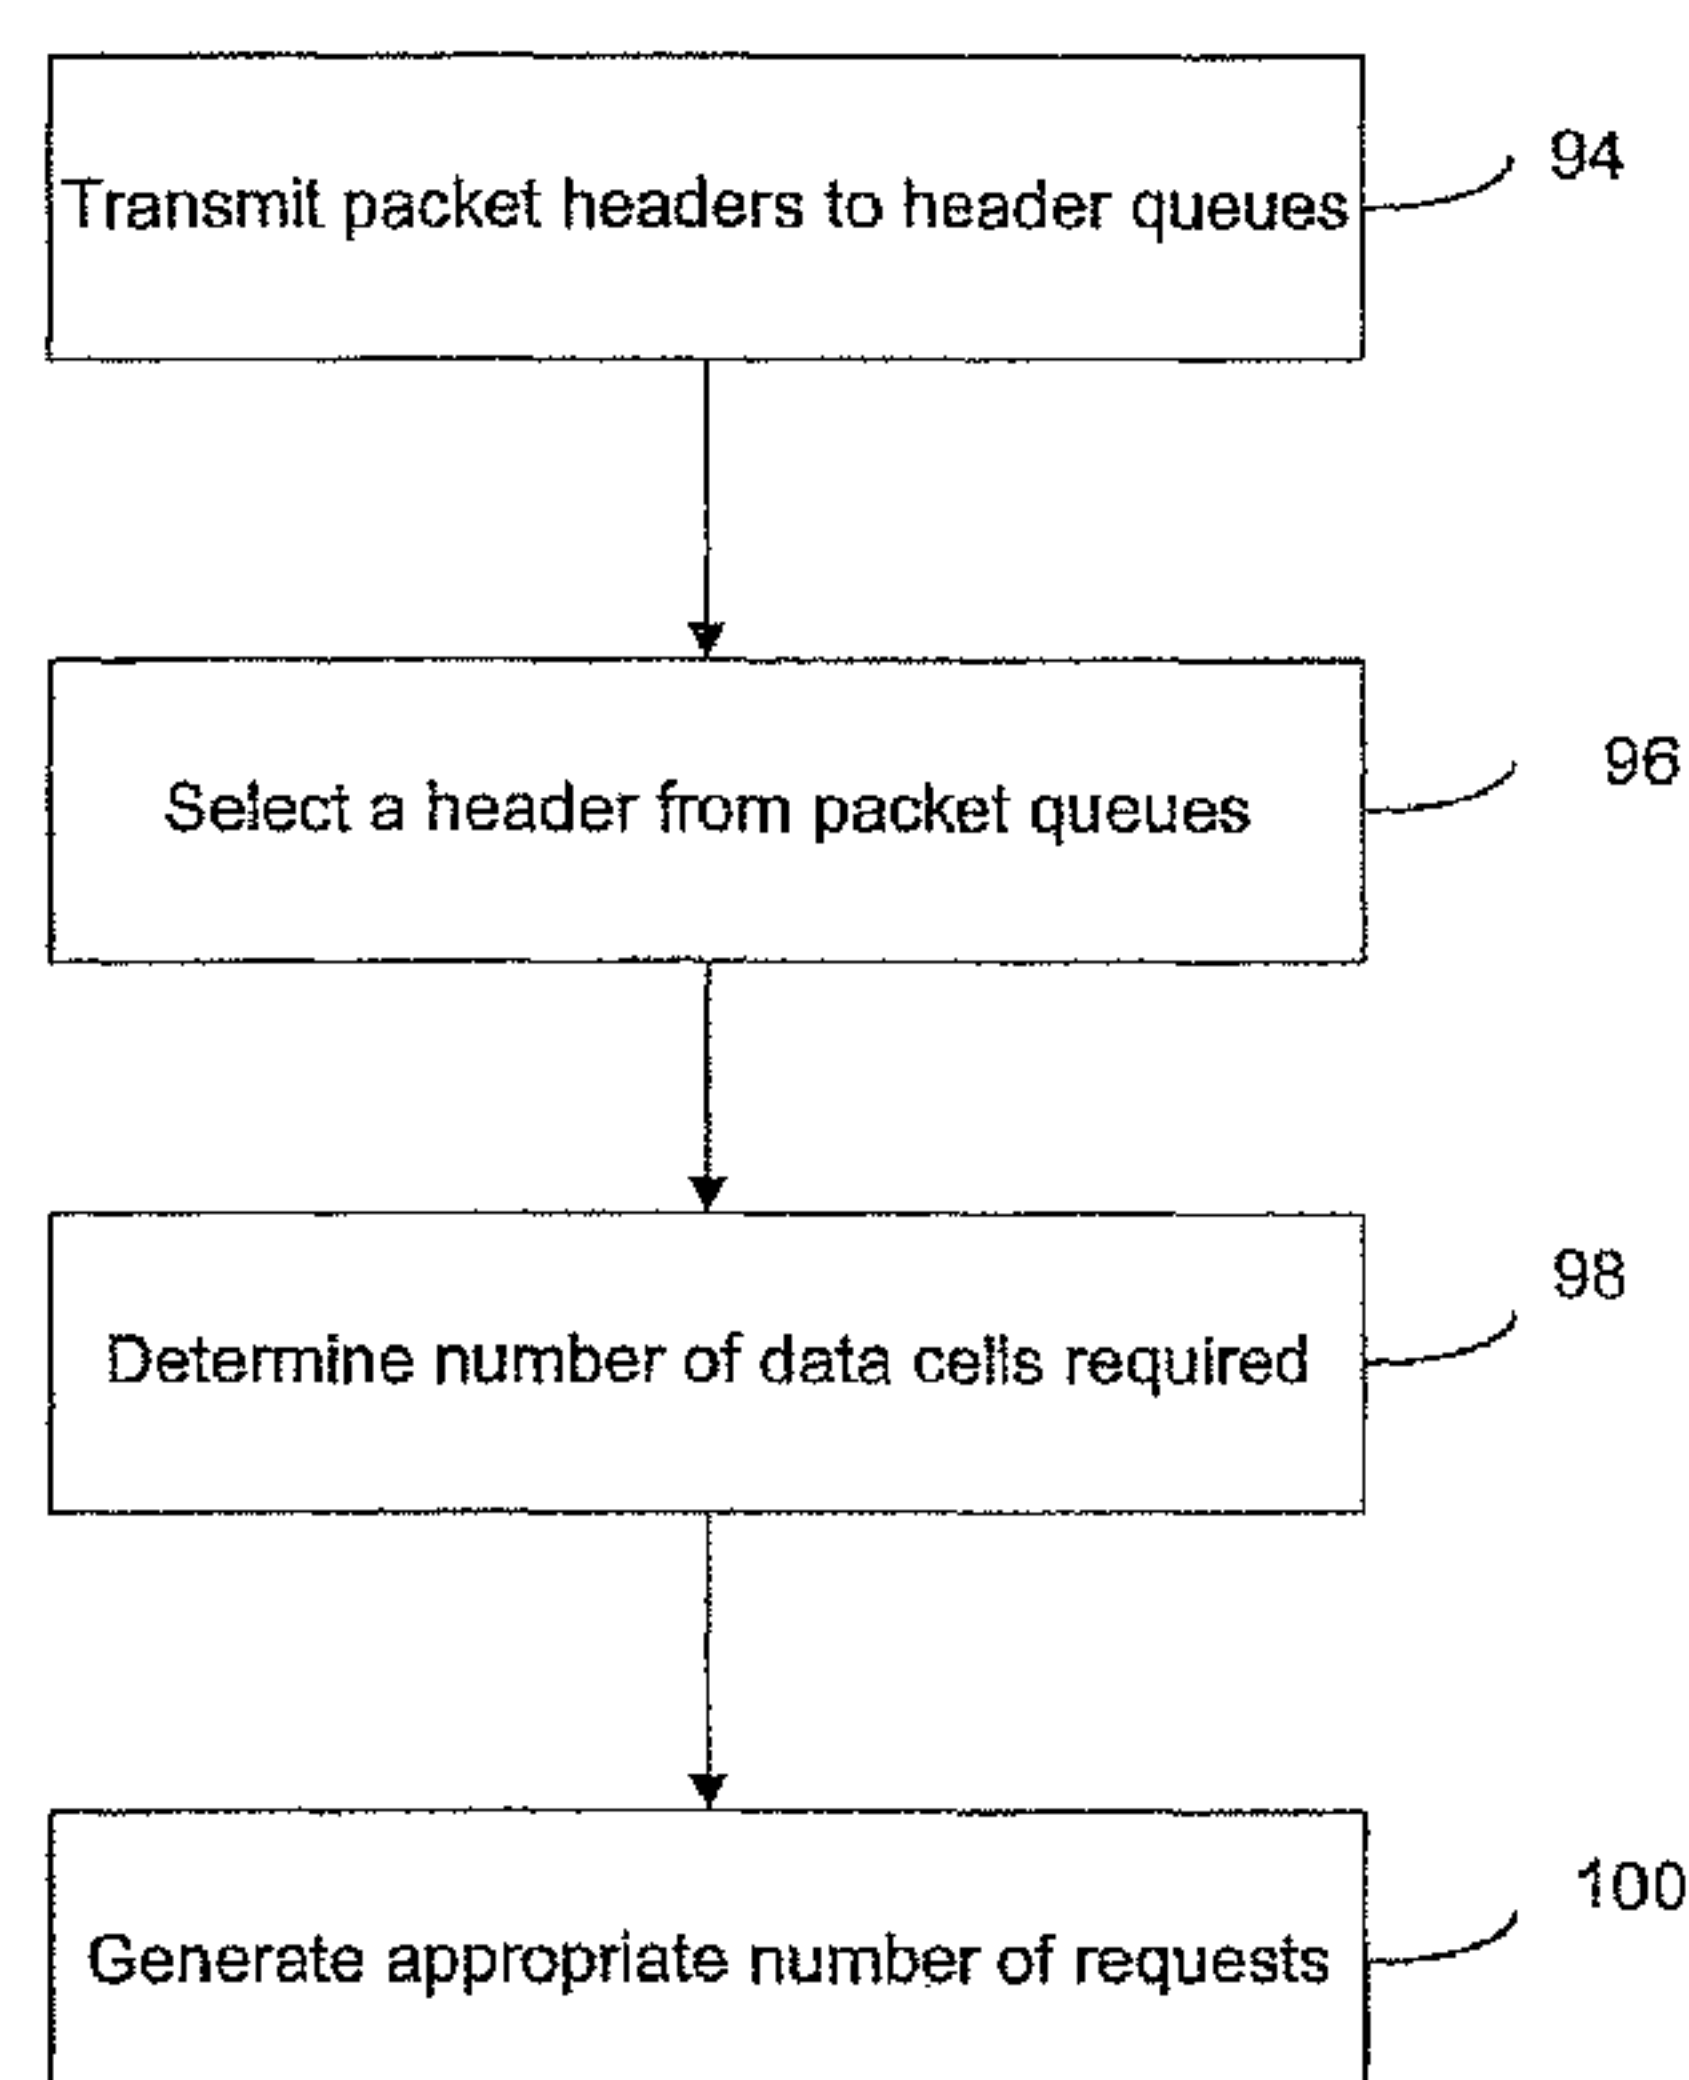 Transmit packet headers to header queues
94
Select a header from packet queues
96
Determine number of data cells required
98
Generate appropriate number of requests
100